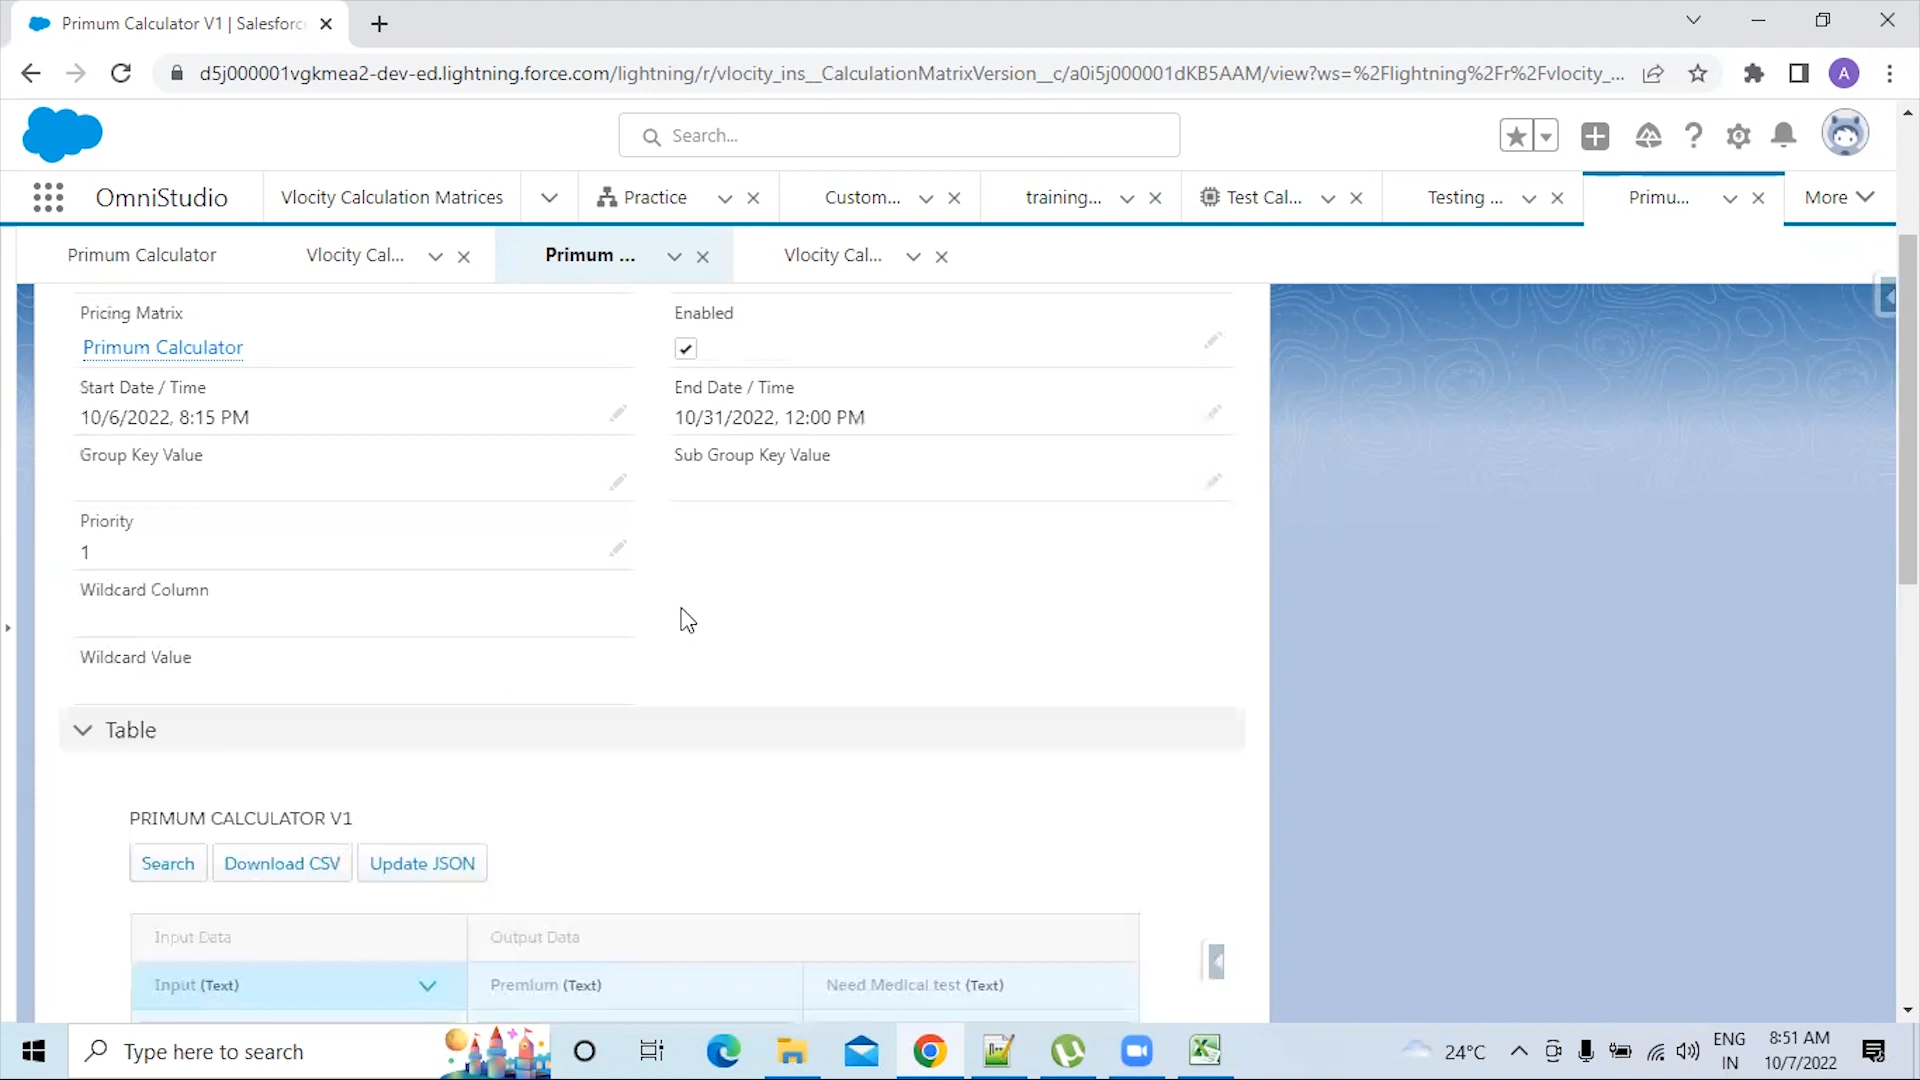 Primum Calculator V1 | Salesforc
d5j000001vgkmea2-dev-ed.lightning.force.com/lightning/r/vlocity_ins__CalculationMatrixVersion__c/a0i5j000001dKB5AAM/view?ws=%2Flightning%2Fr%2Fvlocity_...
A
Search...
OmniStudio
Vlocity Calculation Matrices
Practice
Custom...
training...
Test Cal...
Testing ...
Primu...
More
Primum Calculator
Vlocity Cal...
Primum ...
Vlocity Cal...
Pricing Matrix
Enabled
Primum Calculator
Start Date / Time
End Date / Time
10/6/2022, 8:15 PM
10/31/2022, 12:00 PM
Group Key Value
Sub Group Key Value
Priority
1
Wildcard Column
Wildcard Value
Table
PRIMUM CALCULATOR V1
Search
Download CSV
Update JSON
Input Data
Output Data
Input (Text)
Premium (Text)
Need Medical test (Text)
Type here to search
24°C
ENG
IN
8:51 AM
10/7/2022